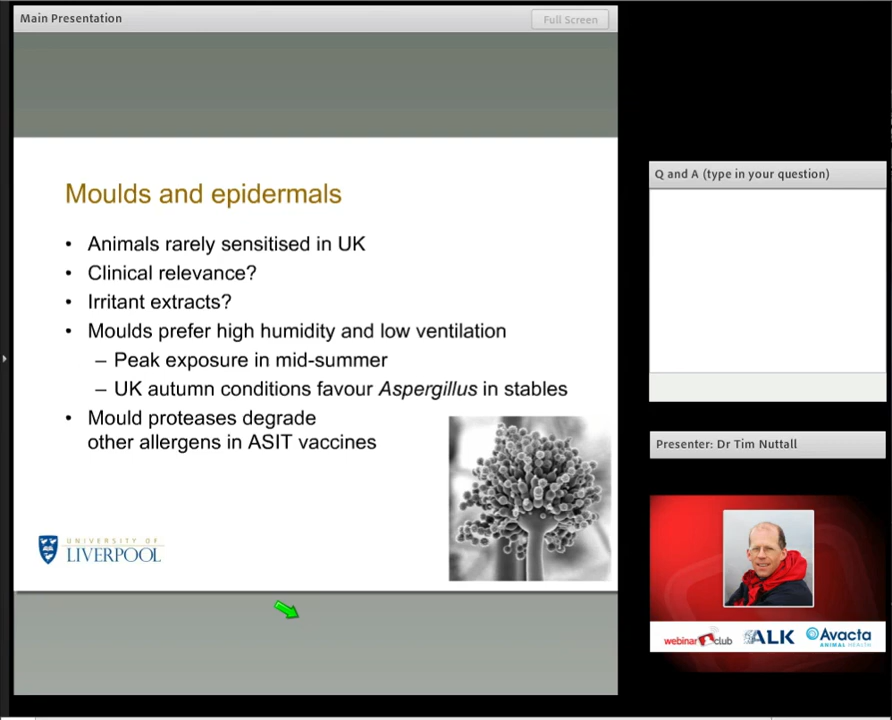 Main Presentation
Full Screen
Moulds and epidermals
• Animals rarely sensitised in UK
• Clinical relevance?
• Irritant extracts?
• Moulds prefer high humidity and low ventilation
– Peak exposure in mid-summer
– UK autumn conditions favour Aspergillus in stables
• Mould proteases degrade
other allergens in ASIT vaccines
UNIVERSITY OF
LIVERPOOL
Q and A (type in your question)
Presenter: Dr Tim Nuttall
webinar club
ALK
Avacta
ANIMAL HEALTH